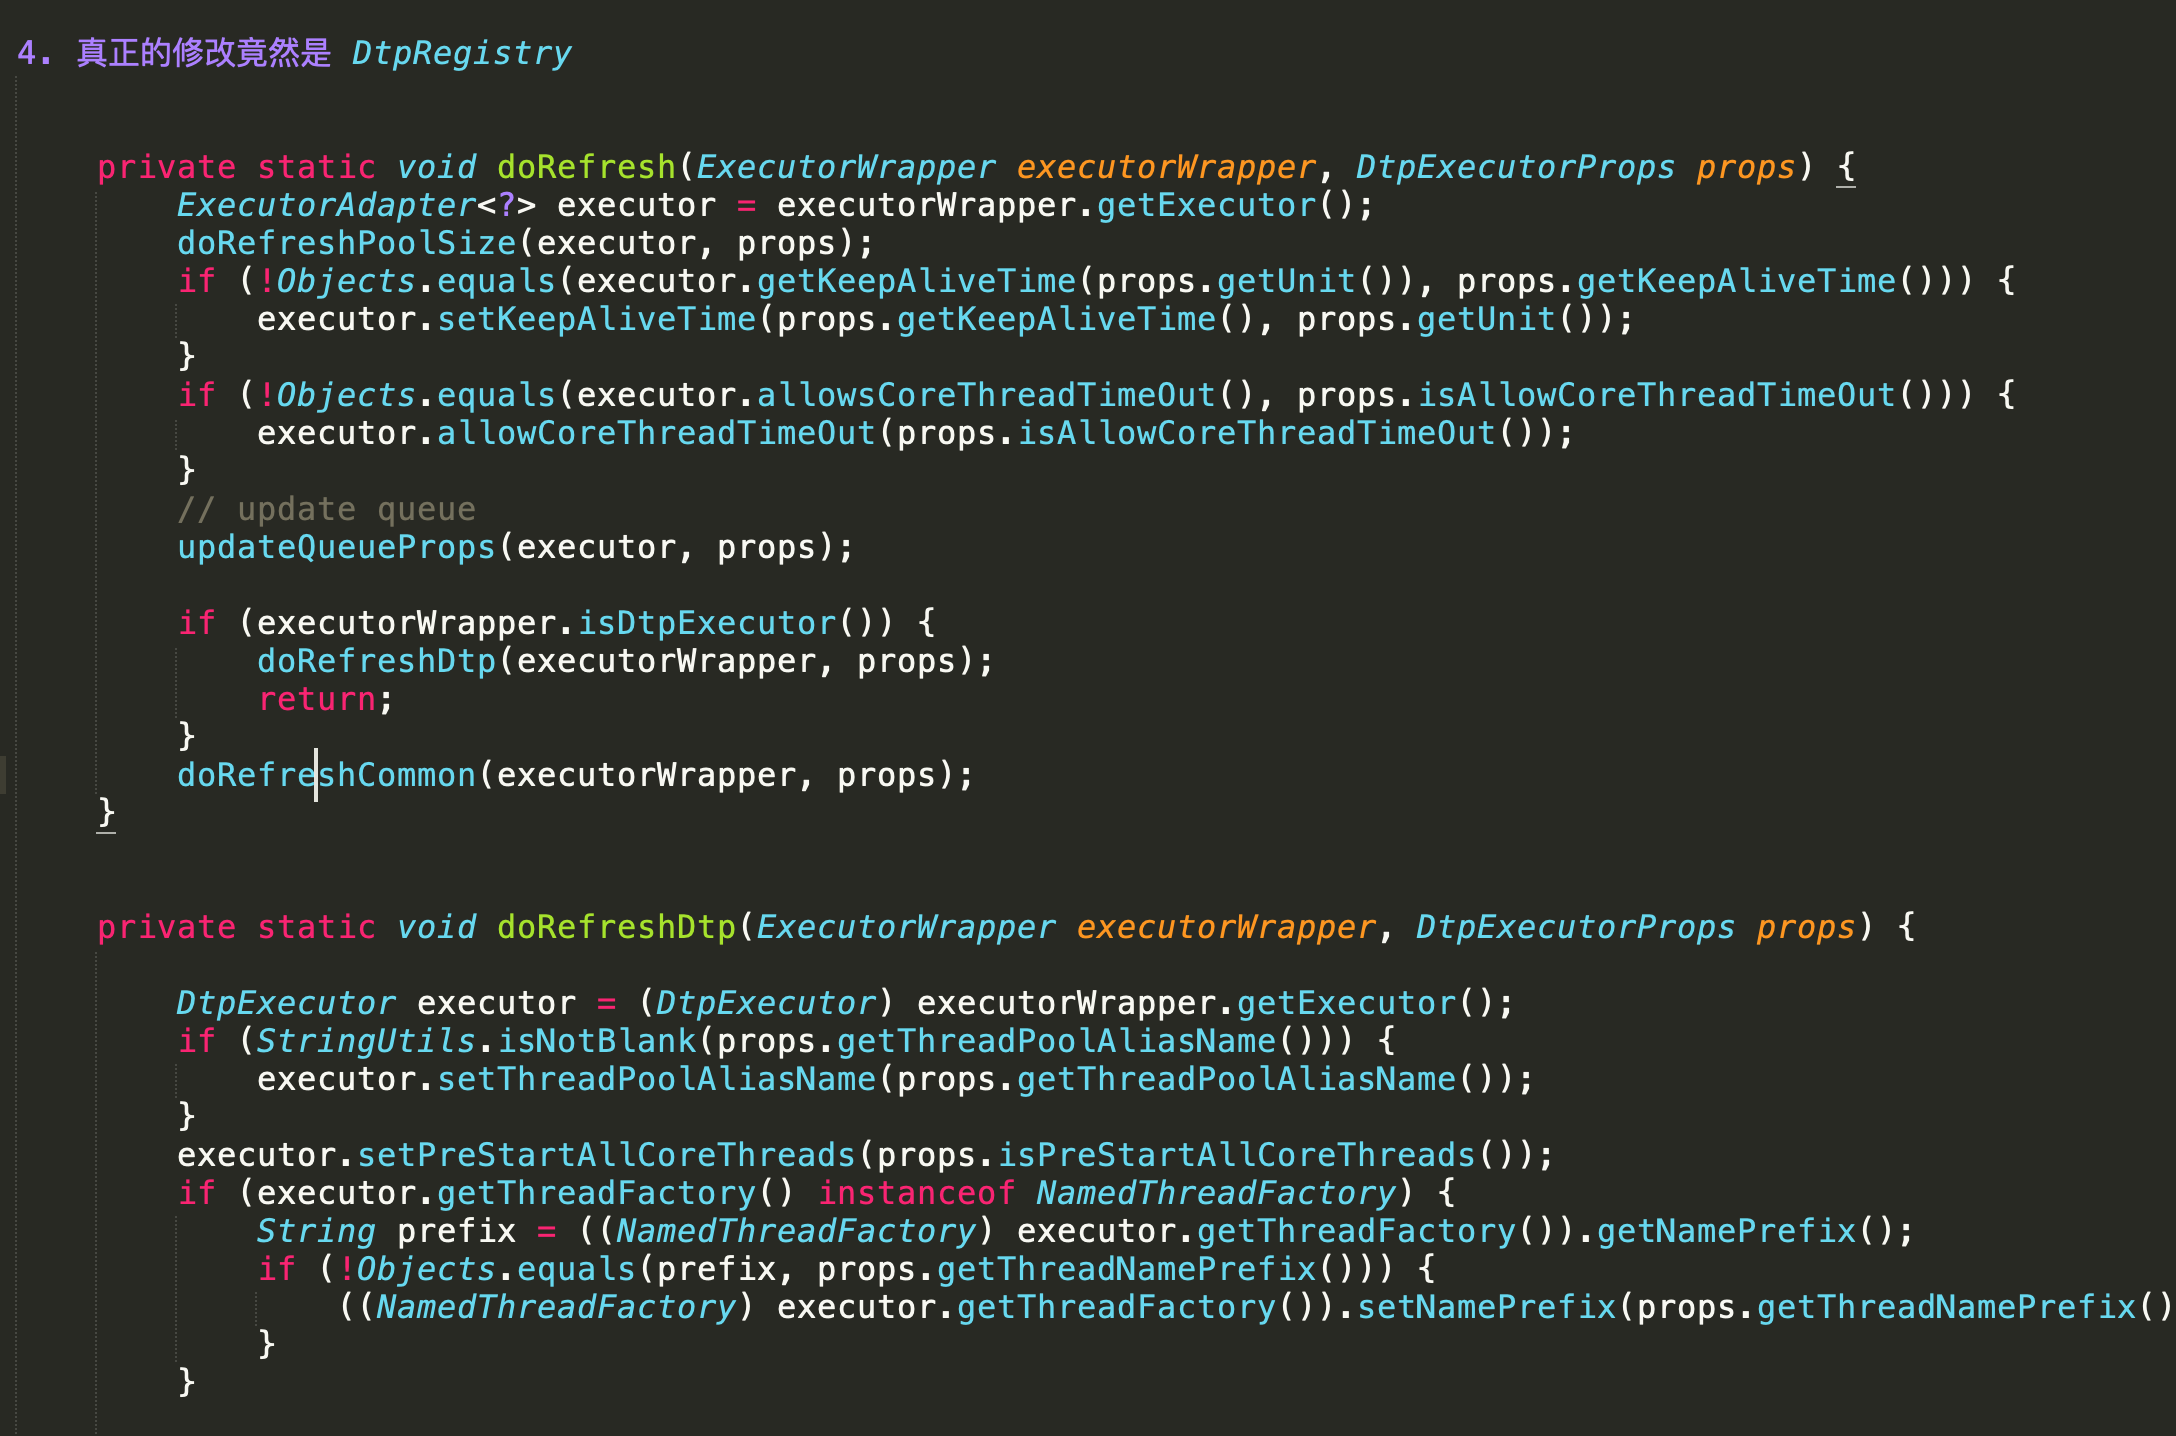 4. 真正的修改竟然是 DtpRegistry
private static void doRefresh(ExecutorWrapper executorWrapper, DtpExecutorProps props) {
ExecutorAdapter<?> executor = executorWrapper.getExecutor();
doRefreshPoolSize(executor, props);
if (!Objects.equals(executor.getKeepAliveTime(props.getUnit()), props.getKeepAliveTime())) {
executor.setKeepAliveTime(props.getKeepAliveTime(), props.getUnit());
}
if (!Objects.equals(executor.allowsCoreThreadTimeOut(), props.isAllowCoreThreadTimeOut())) {
executor.allowCoreThreadTimeOut(props.isAllowCoreThreadTimeOut());
}
// update queue
updateQueueProps(executor, props);
if (executorWrapper.isDtpExecutor()) {
doRefreshDtp(executorWrapper, props);
return;
}
doRefreshCommon(executorWrapper, props);
}
private static void doRefreshDtp(ExecutorWrapper executorWrapper, DtpExecutorProps props) {
DtpExecutor executor = (DtpExecutor) executorWrapper.getExecutor();
if (StringUtils.isNotBlank(props.getThreadPoolAliasName())) {
executor.setThreadPoolAliasName(props.getThreadPoolAliasName());
}
executor.setPreStartAllCoreThreads(props.isPreStartAllCoreThreads());
if (executor.getThreadFactory() instanceof NamedThreadFactory) {
String prefix = ((NamedThreadFactory) executor.getThreadFactory()).getNamePrefix();
if (!Objects.equals(prefix, props.getThreadNamePrefix())) {
((NamedThreadFactory) executor.getThreadFactory()).setNamePrefix(props.getThreadNamePrefix()
}
}